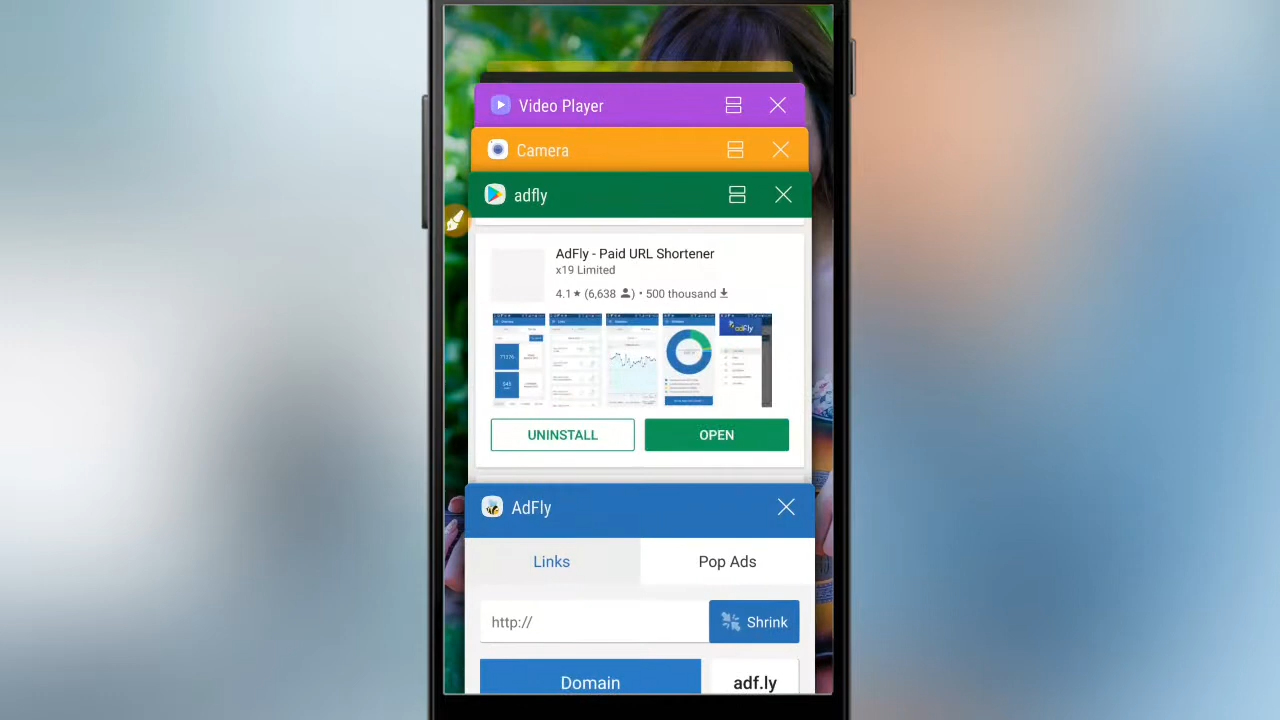 Video Player
Camera
adfly
AdFly - Paid URL Shortener
x19 Limited
4.1★ (6,638 ) • 500 thousand
adFly
UNINSTALL
OPEN
AdFly
Links
Pop Ads
http://
Shrink
Domain
adf.ly